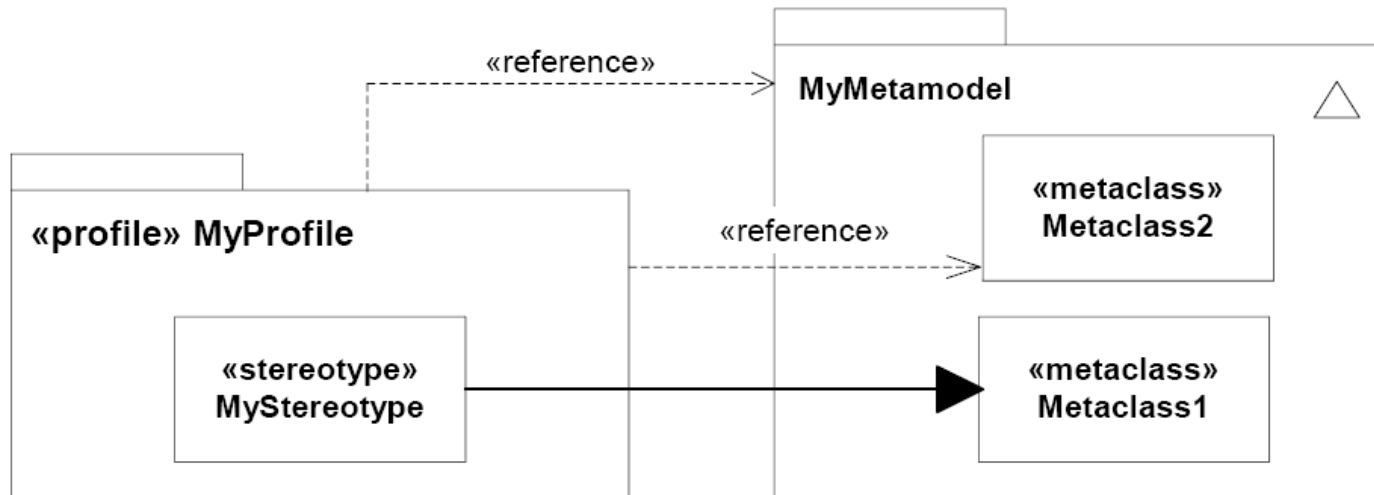 «reference»
MyMetamodel
«metaclass»
Metaclass2
«profile» MyProfile
«reference»
«stereotype»
MyStereotype
«metaclass»
Metaclass1